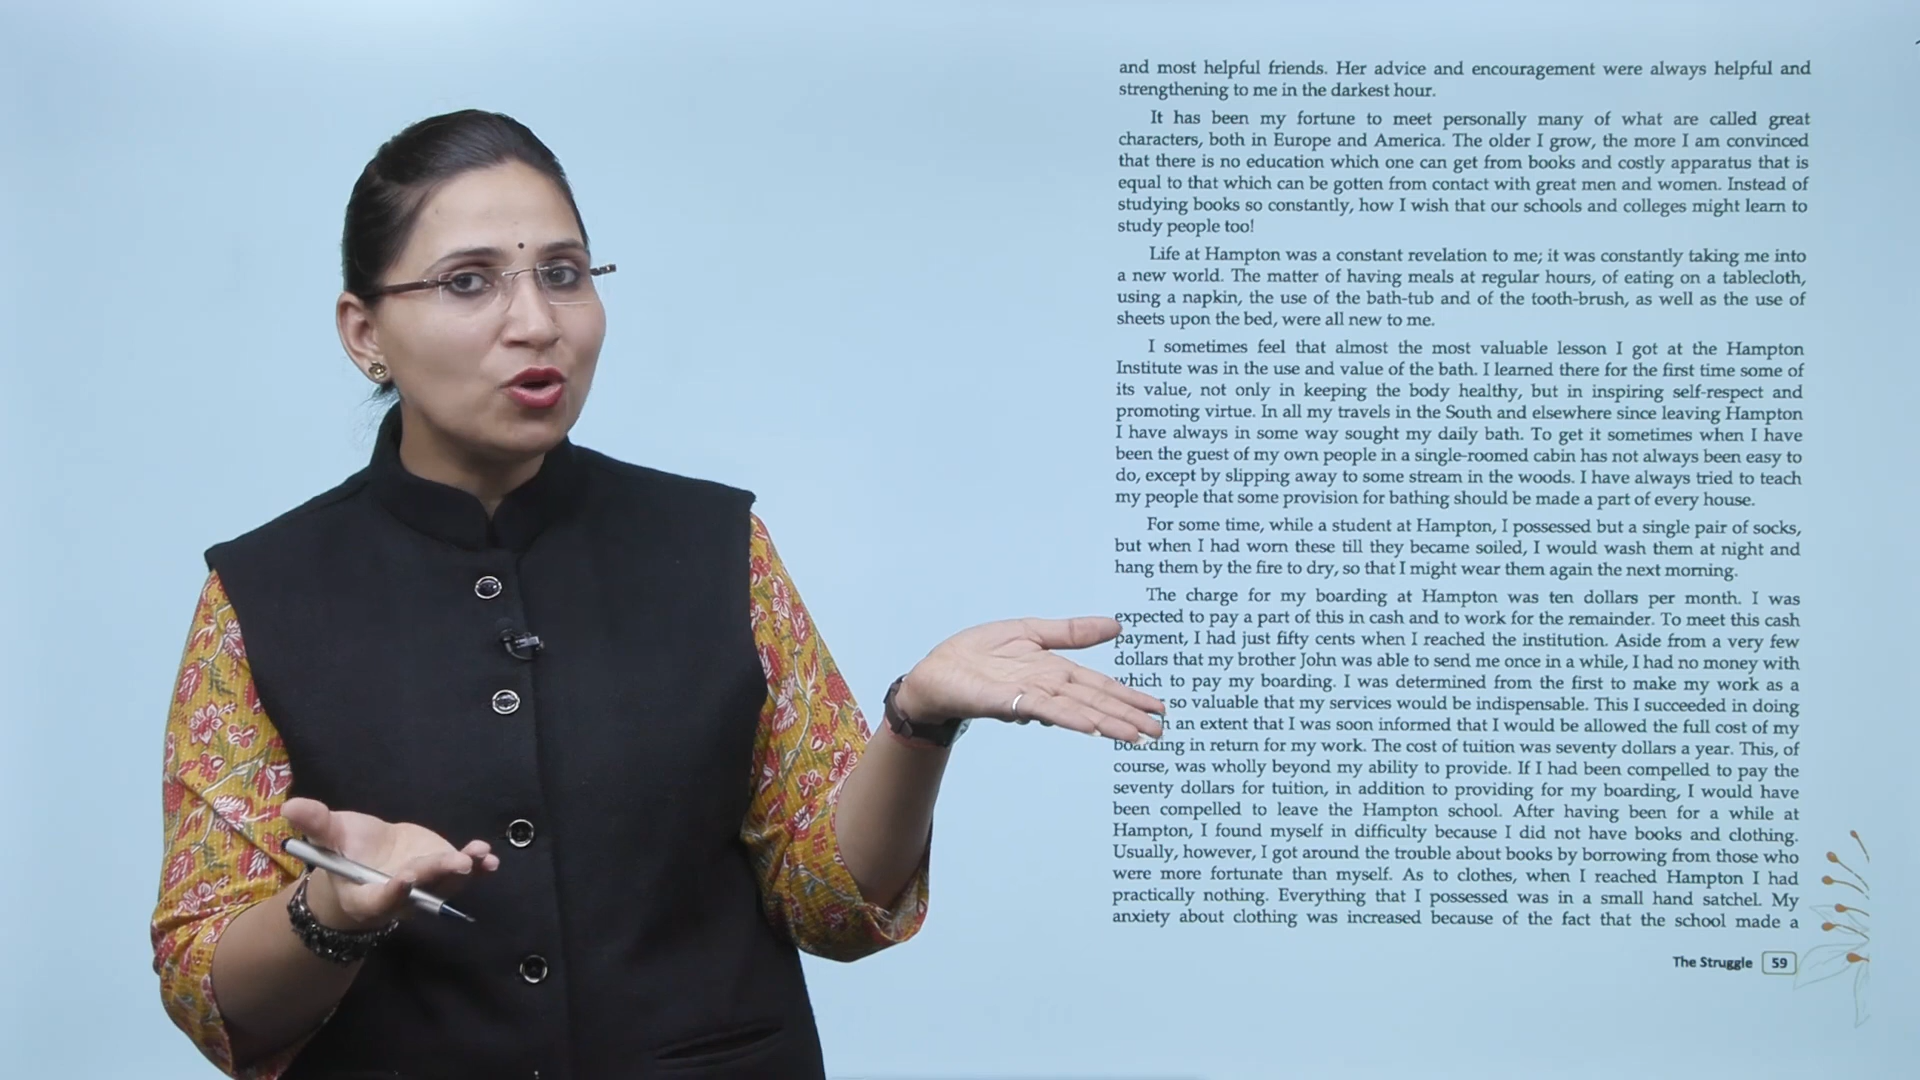 and most helpful friends. Her advice and encouragement were always helpful and
strengthening to me in the darkest hour.
It has been my fortune to meet personally many of what are called great
characters, both in Europe and America. The older I grow, the more I am convinced
that there is no education which one can get from books and costly apparatus that is
equal to that which can be gotten from contact with great men and women. Instead of
studying books so constantly, how I wish that our schools and colleges might learn to
study people too!
Life at Hampton was a constant revelation to me; it was constantly taking me into
a new world. The matter of having meals at regular hours, of eating on a tablecloth,
using a napkin, the use of the bath-tub and of the tooth-brush, as well as the use of
sheets upon the bed, were all new to me.
I sometimes feel that almost the most valuable lesson I got at the Hampton
Institute was in the use and value of the bath. I learned there for the first time some of
its value, not only in keeping the body healthy, but in inspiring self-respect and
promoting virtue. In all my travels in the South and elsewhere since leaving Hampton
I have always in some way sought my daily bath. To get it sometimes when I have
been the guest of my own people in a single-roomed cabin has not always been easy to
do, except by slipping away to some stream in the woods. I have always tried to teach
my people that some provision for bathing should be made a part of every house.
For some time, while a student at Hampton, I possessed but a single pair of socks,
but when I had worn these till they became soiled, I would wash them at night and
hang them by the fire to dry, so that I might wear them again the next morning.
The charge for my boarding at Hampton was ten dollars per month. I was
expected to pay a part of this in cash and to work for the remainder. To meet this cash
payment, I had just fifty cents when I reached the institution. Aside from a very few
dollars that my brother John was able to send me once in a while, I had no money with
which to pay my boarding. I was determined from the first to make my work as a
so valuable that my services would be indispensable. This I succeeded in doing
an extent that I was soon informed that I would be allowed the full cost of my
boarding in return for my work. The cost of tuition was seventy dollars a year. This, of
course, was wholly beyond my ability to provide. If I had been compelled to pay the
seventy dollars for tuition, in addition to providing for my boarding, I would have
been compelled to leave the Hampton school. After having been for a while at
Hampton, I found myself in difficulty because I did not have books and clothing.
Usually, however, I got around the trouble about books by borrowing from those who
were more fortunate than myself. As to clothes, when I reached Hampton I had
practically nothing. Everything that I possessed was in a small hand satchel. My
anxiety about clothing was increased because of the fact that the school made a
The Struggle 59